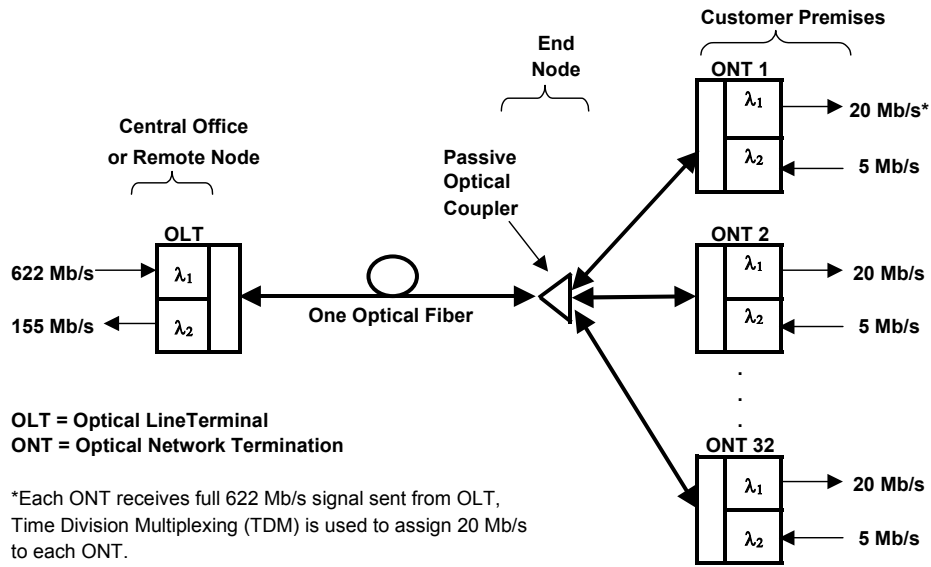 Customer Premises
End
Node
ONT 1
λ1
20 Mb/s*
λ2
5 Mb/s
Central Office
or Remote Node
Passive
Optical
Coupler
OLT
622 Mb/s
λ1
155 Mb/s
λ2
One Optical Fiber
ONT 2
λ1
20 Mb/s
λ2
5 Mb/s
.
.
.
ONT 32
λ1
20 Mb/s
λ2
5 Mb/s
OLT = Optical LineTerminal
ONT = Optical Network Termination
*Each ONT receives full 622 Mb/s signal sent from OLT,
Time Division Multiplexing (TDM) is used to assign 20 Mb/s
to each ONT.